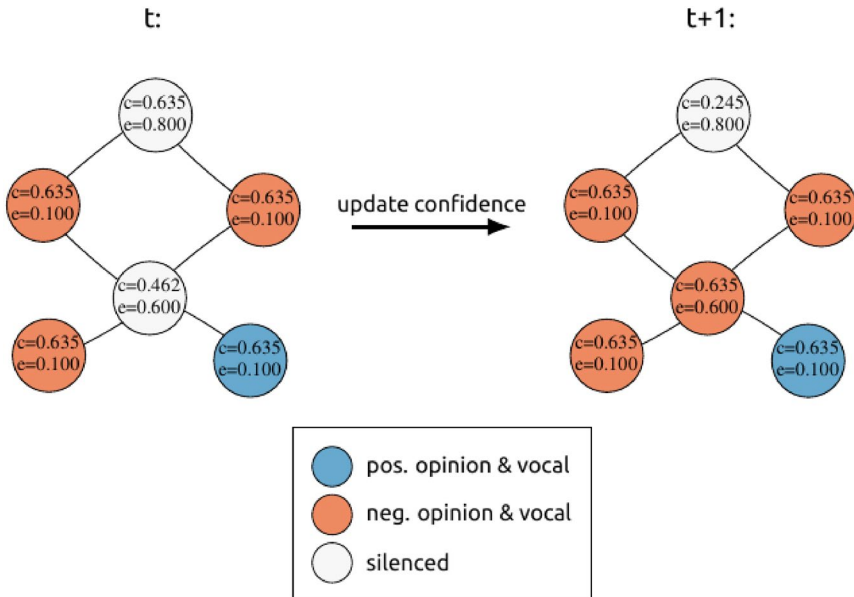 t:
t+1:
c=0.635
e=0.800
c=0.245
e=0.800
c=0.635
e=0.100
c=0.635
e=0.100
update confidence
c=0.635
e=0.100
c=0.635
e=0.100
c=0.462
e=0.600
c=0.635
e=0.600
c=0.635
e=0.100
c=0.635
e=0.100
c=0.635
e=0.100
c=0.635
e=0.100
pos. opinion & vocal
neg. opinion & vocal
silenced